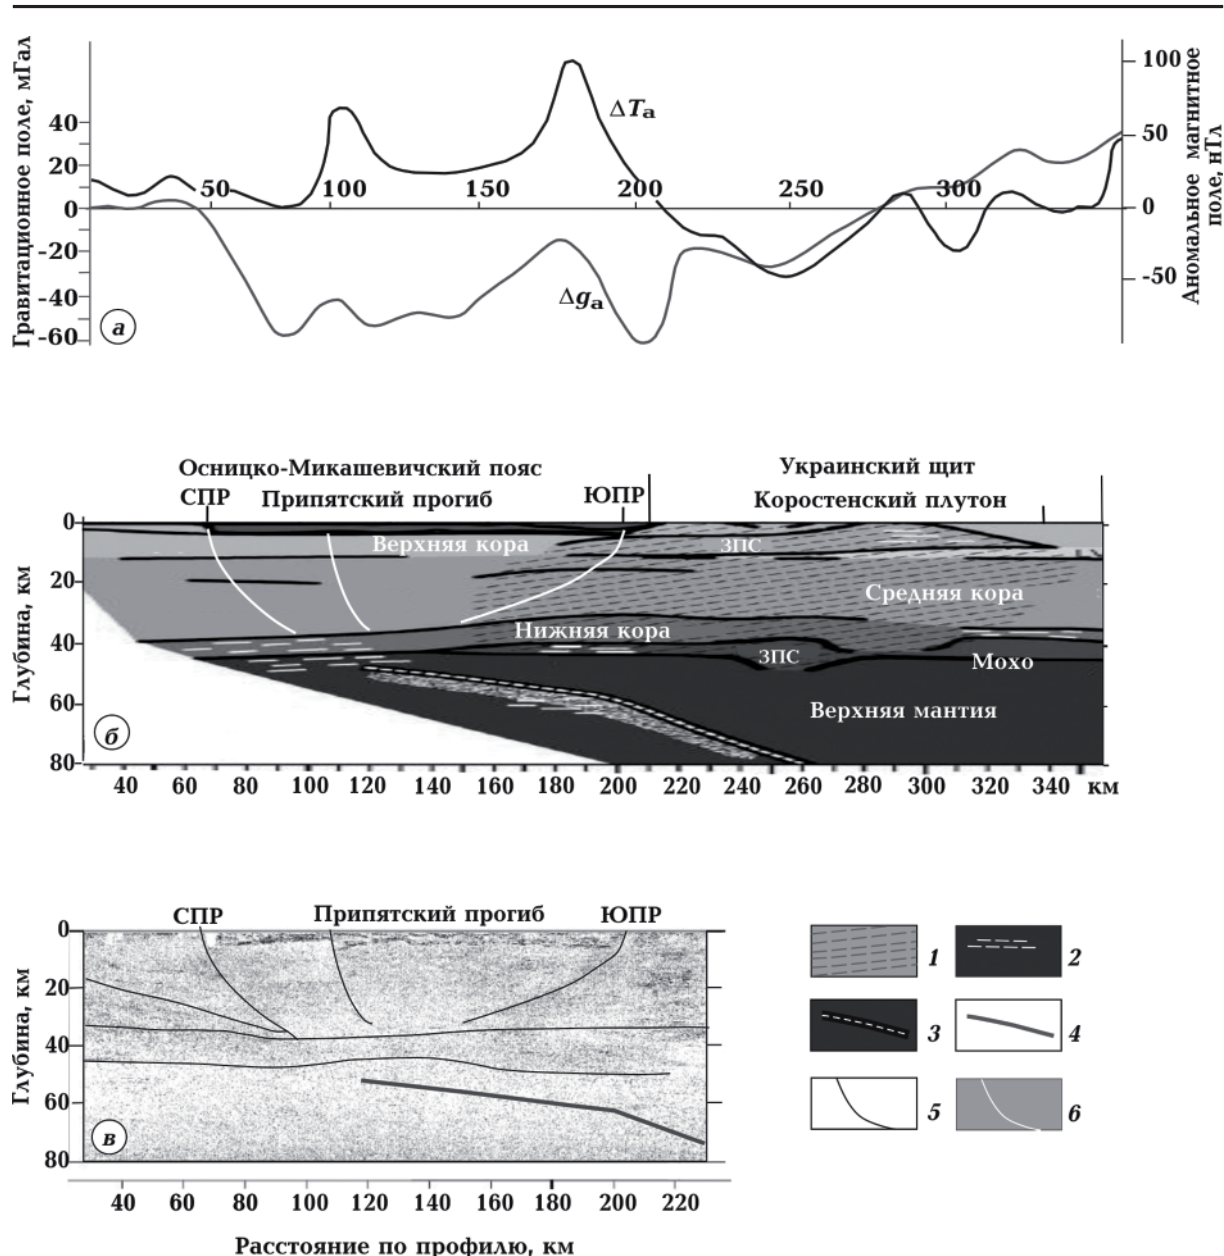 Гравитационное поле, мГал
40
20
0
-20
-40
-60
50
100
150
200
250
300
ΔTа
Δgа
100
50
0
-50
Аномальное магнитное
поле, нТл
а
Осницко-Микашевичский пояс
Украинский щит
СПР
Припятский прогиб
ЮПР
Коростенский плутон
Глубина, км
0
20
40
60
80
Верхняя кора
ЗПС
Средняя кора
Нижняя кора
ЗПС
Мохо
Верхняя мантия
б
40 60 80 100 120 140 160 180 200 220 240 260 280 300 320 340 км
СПР
Припятский прогиб
ЮПР
Глубина, км
0
20
40
60
80
в
40 60 80 100 120 140 160 180 200 220
Расстояние по профилю, км
1
2
3
4
5
6